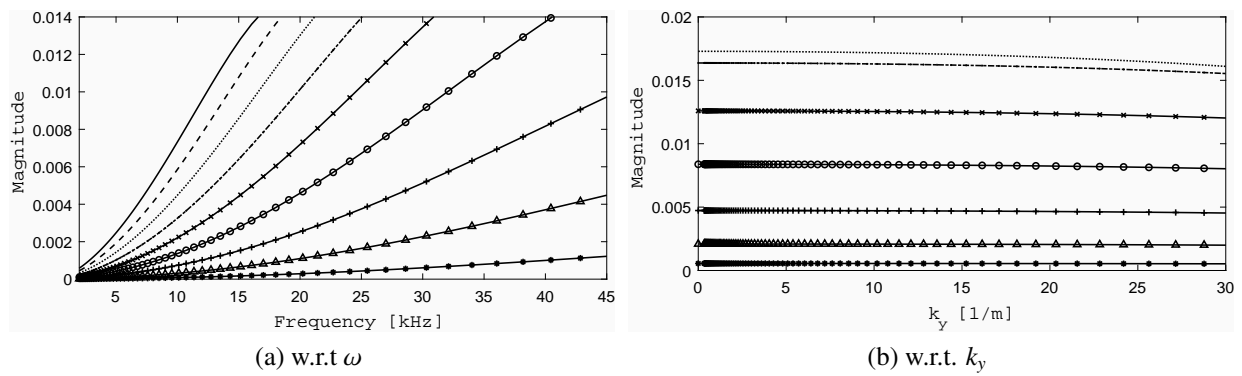 0.014
0.012
0.01
0.008
0.006
0.004
0.002
0
Magnitude
5 10 15 20 25 30 35 40 45
Frequency [kHz]
(a) w.r.t ω
0.02
0.015
0.01
0.005
0
Magnitude
0 5 10 15 20 25 30
k_y [1/m]
(b) w.r.t. k_y